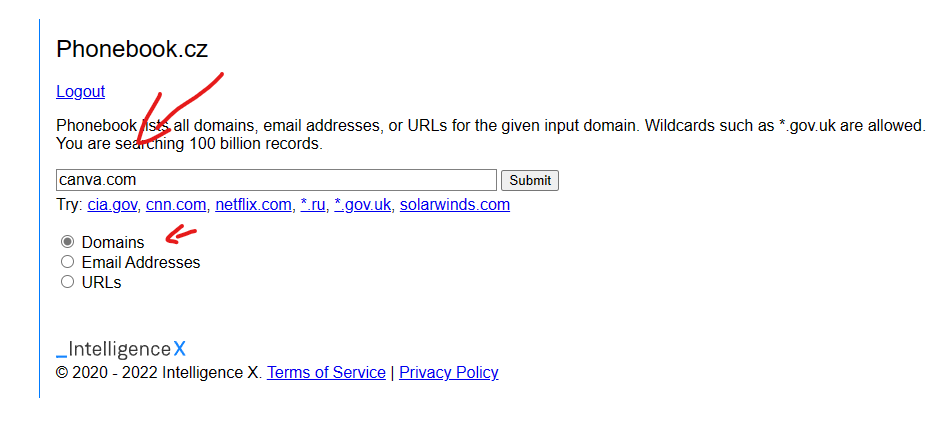 Phonebook.cz
Logout
Phonebook lists all domains, email addresses, or URLs for the given input domain. Wildcards such as *.gov.uk are allowed.
You are searching 100 billion records.
canva.com Submit
Try: cia.gov, cnn.com, netflix.com, *.ru, *.gov.uk, solarwinds.com
Domains
Email Addresses
URLs
_IntelligenceX
© 2020 - 2022 Intelligence X. Terms of Service | Privacy Policy